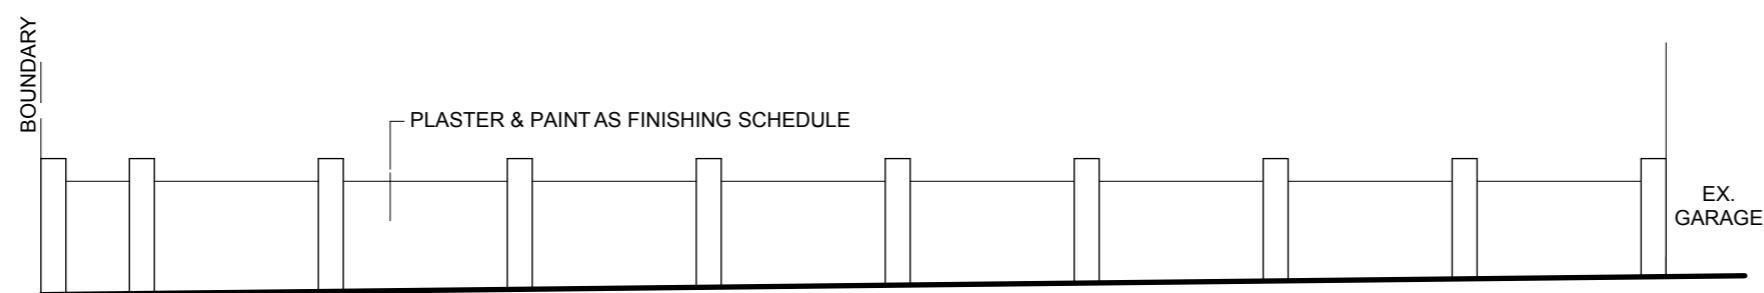 BOUNDARY
PLASTER & PAINT AS FINISHING SCHEDULE
EX.
GARAGE